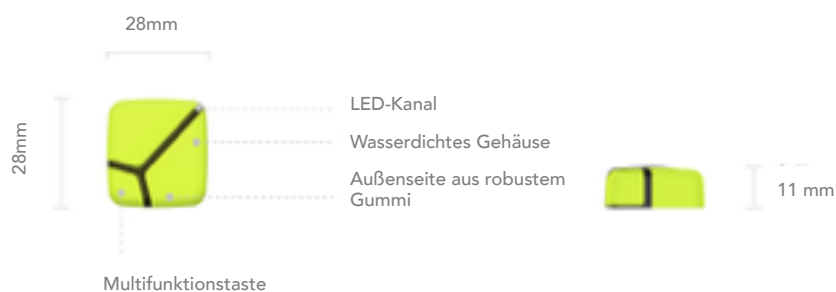 28mm
28mm
LED-Kanal
Wasserdichtes Gehäuse
Außenseite aus robustem
Gummi
11 mm
Multifunktionstaste